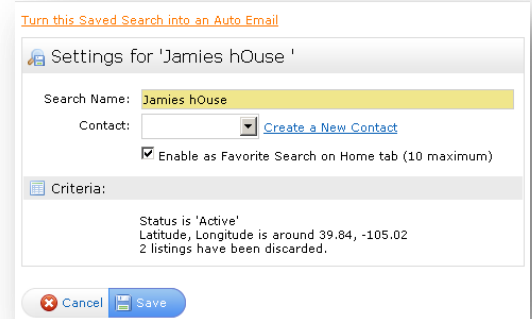 Turn this Saved Search into an Auto Email
Settings for 'Jamies hOuse '
Search Name: Jamies hOuse
Contact: Create a New Contact
Enable as Favorite Search on Home tab (10 maximum)
Criteria:
Status is 'Active'
Latitude, Longitude is around 39.84, -105.02
2 listings have been discarded.
Cancel Save